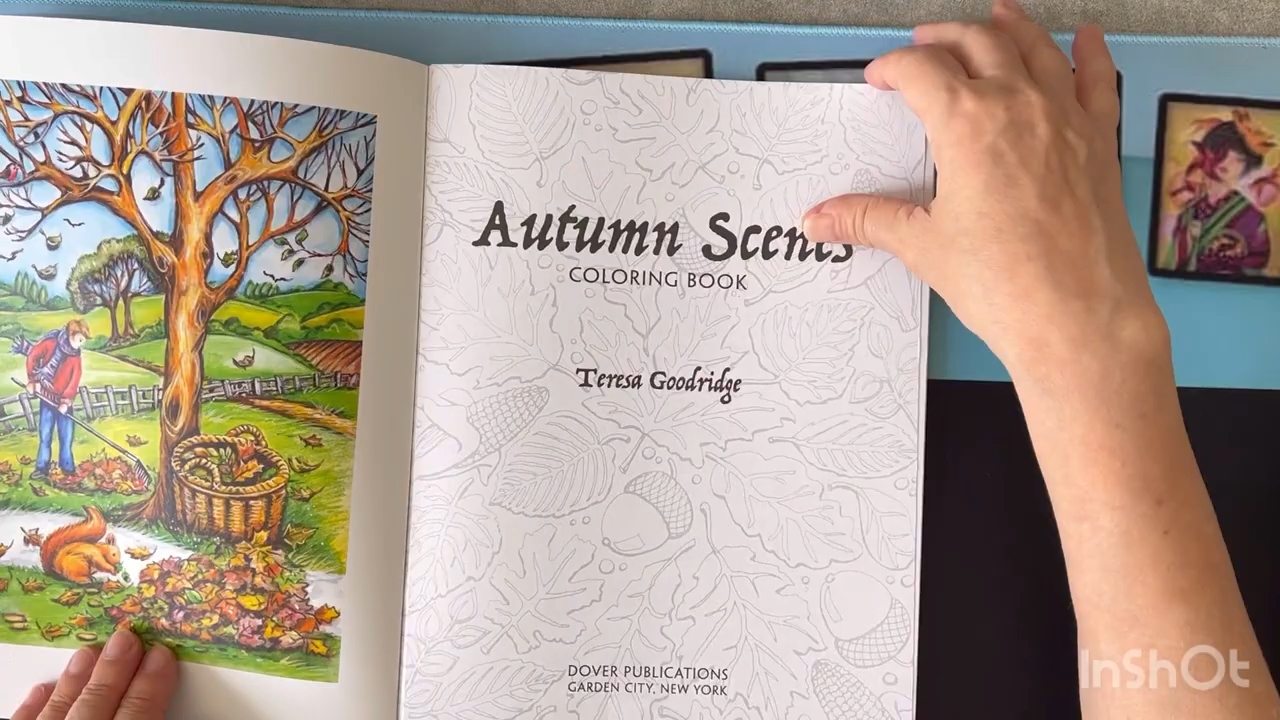 Autumn Scenes
COLORING BOOK
Teresa Goodridge
DOVER PUBLICATIONS
GARDEN CITY, NEW YORK
InShOt